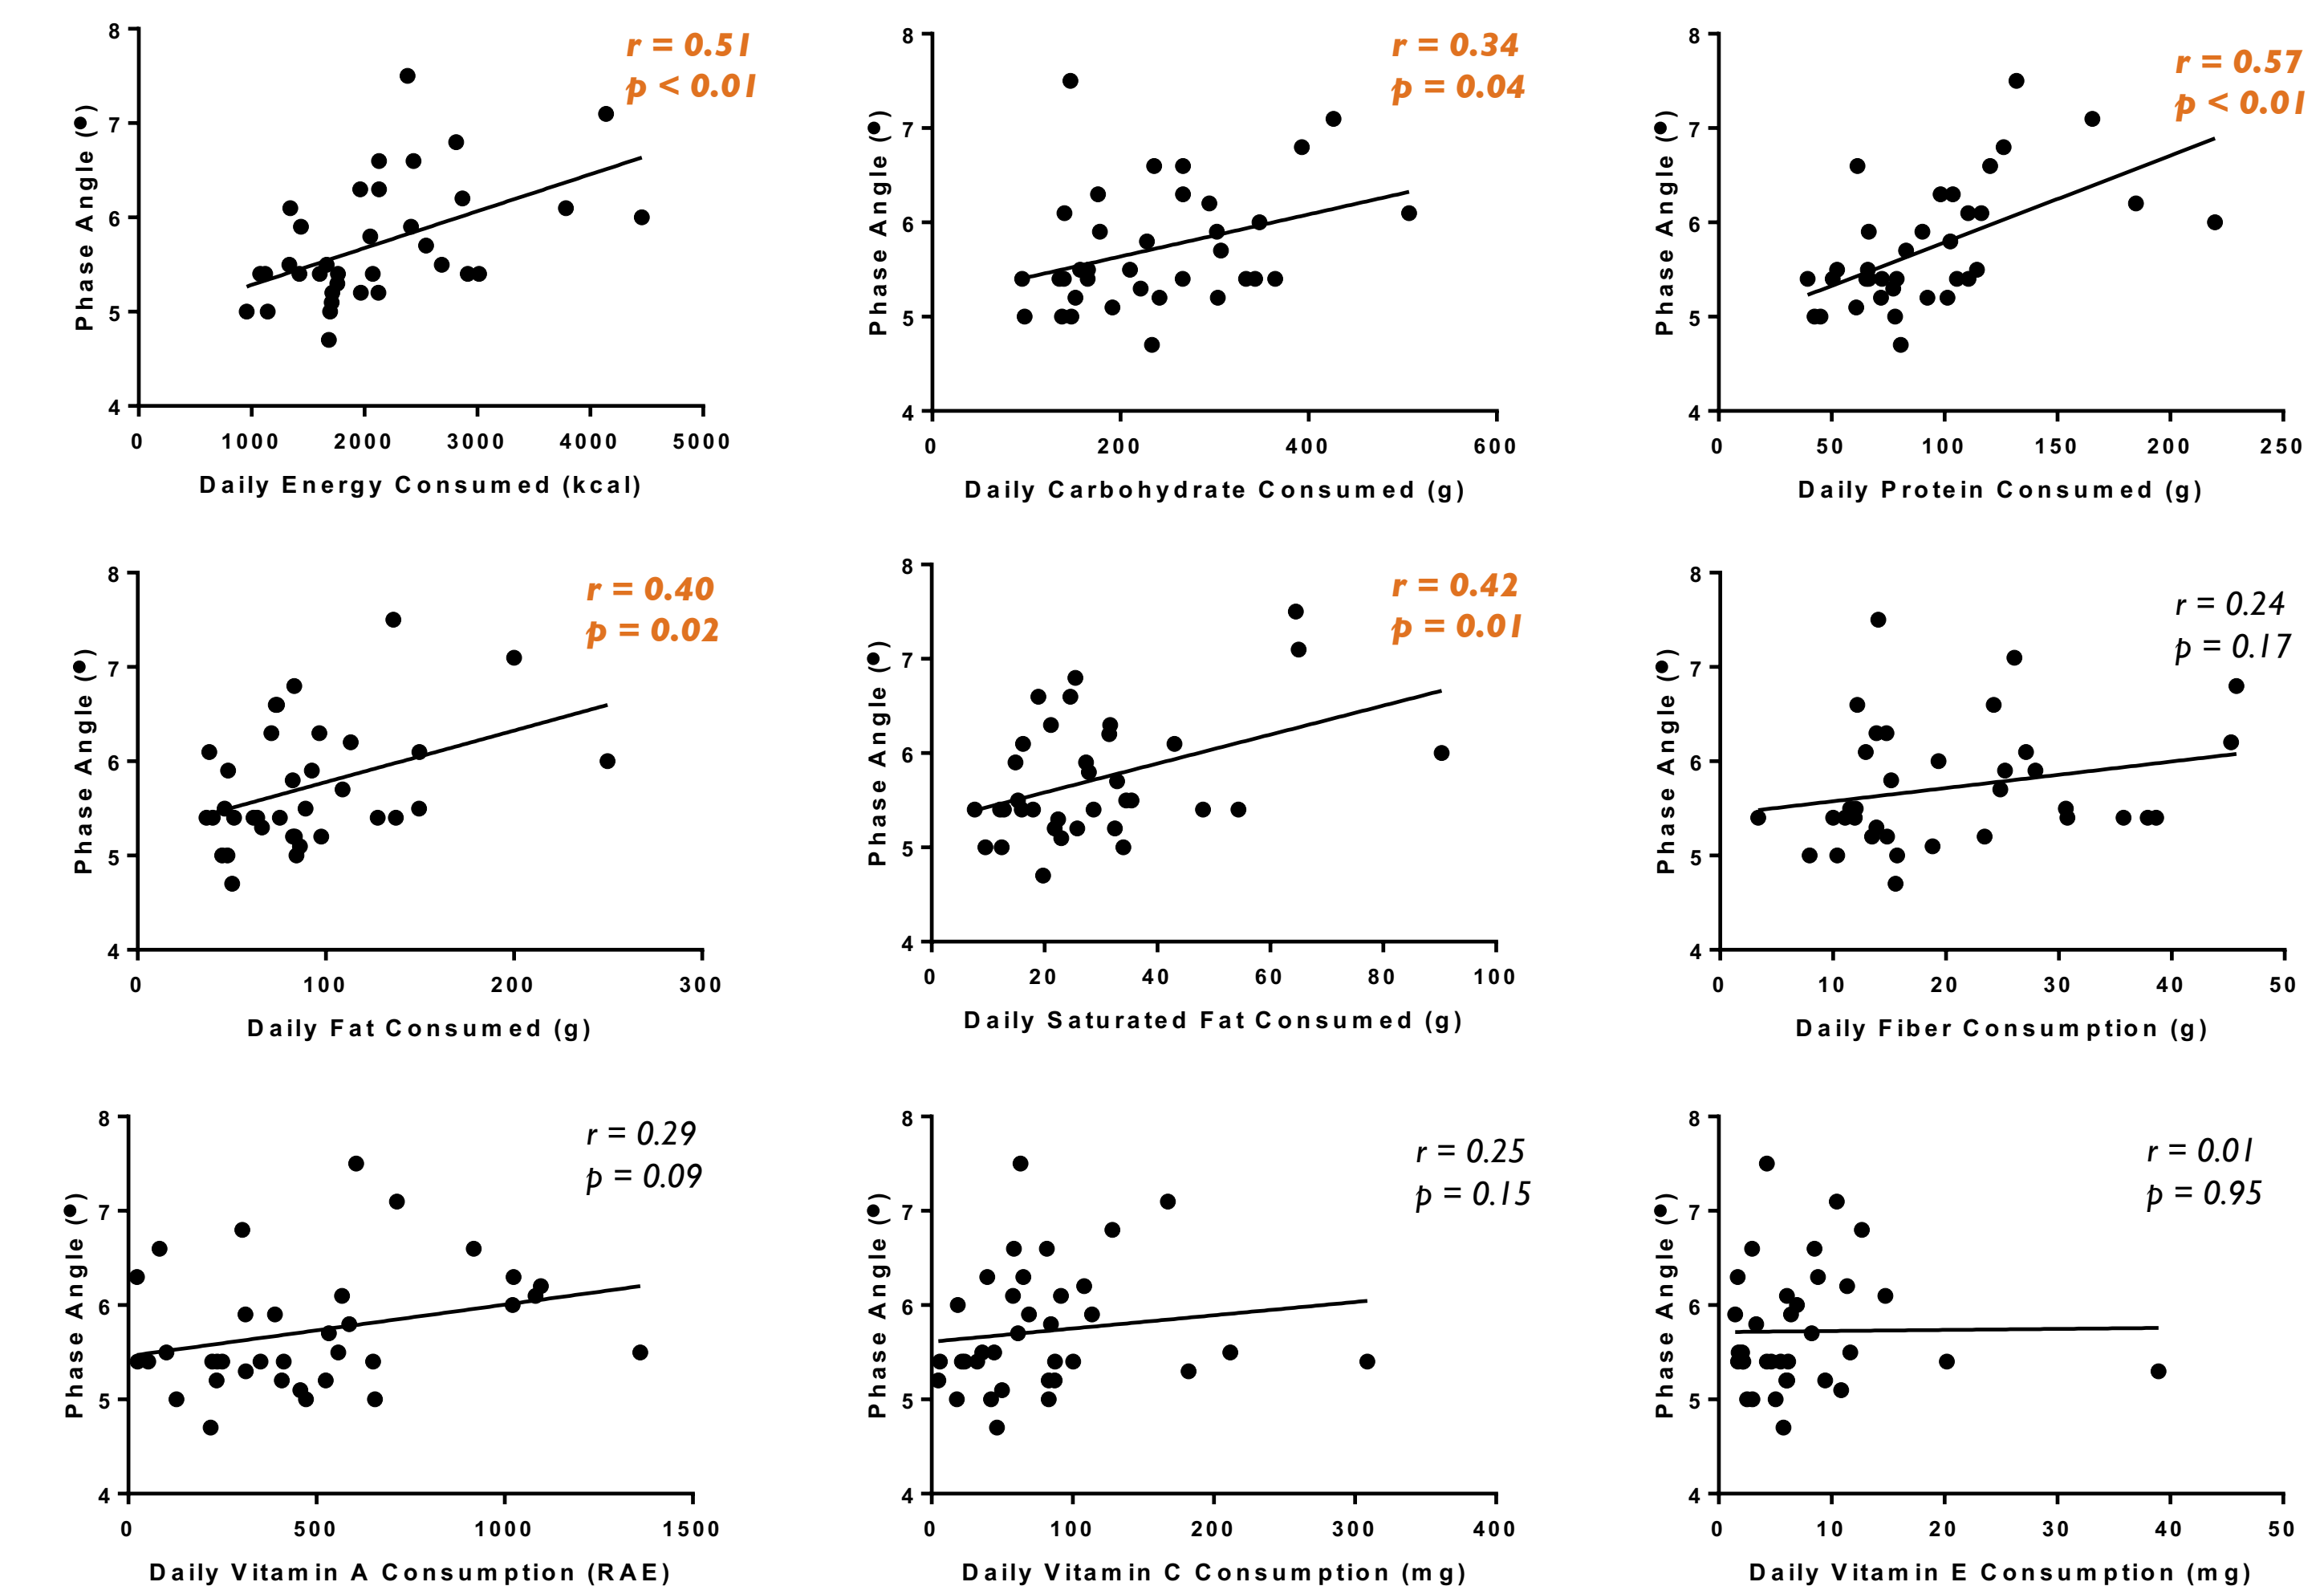 r = 0.51
p < 0.01
8
7
6
5
4
Phase Angle (●)
0 1000 2000 3000 4000 5000
Daily Energy Consumed (kcal)
r = 0.34
p = 0.04
8
7
6
5
4
Phase Angle (●)
0 200 400 600
Daily Carbohydrate Consumed (g)
r = 0.57
p < 0.01
8
7
6
5
4
Phase Angle (●)
0 50 100 150 200 250
Daily Protein Consumed (g)
r = 0.40
p = 0.02
8
7
6
5
4
Phase Angle (●)
0 100 200 300
Daily Fat Consumed (g)
r = 0.42
p = 0.01
8
7
6
5
4
Phase Angle (●)
0 20 40 60 80 100
Daily Saturated Fat Consumed (g)
r = 0.24
p = 0.17
8
7
6
5
4
Phase Angle (●)
0 10 20 30 40 50
Daily Fiber Consumption (g)
r = 0.29
p = 0.09
8
7
6
5
4
Phase Angle (●)
0 500 1000 1500
Daily Vitamin A Consumption (RAE)
r = 0.25
p = 0.15
8
7
6
5
4
Phase Angle (●)
0 100 200 300 400
Daily Vitamin C Consumption (mg)
r = 0.01
p = 0.95
8
7
6
5
4
Phase Angle (●)
0 10 20 30 40 50
Daily Vitamin E Consumption (mg)